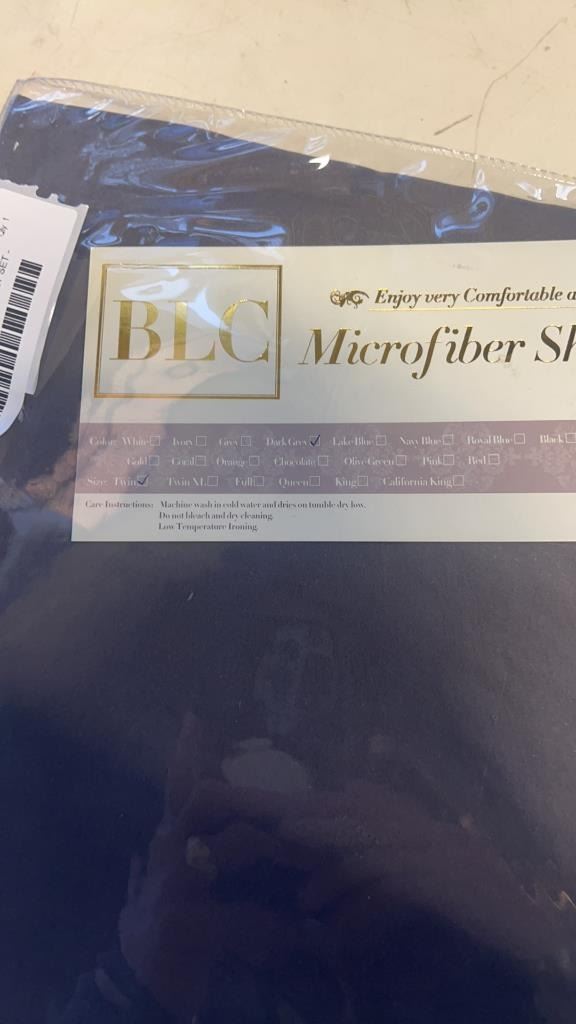 SET -
Qty 1
BLC
Enjoy very Comfortable a
Microfiber Sh
Color: White Ivory Grey Dark Grey Lake Blue Navy Blue Royal Blue Black
Gold Coral Orange Chocolate Olive Green Pink Red
Size: Twin Twin XL Full Queen King California King
Care Instructions: Machine wash in cold water and dries on tumble dry low.
Do not bleach and dry cleaning.
Low Temperature Ironing.